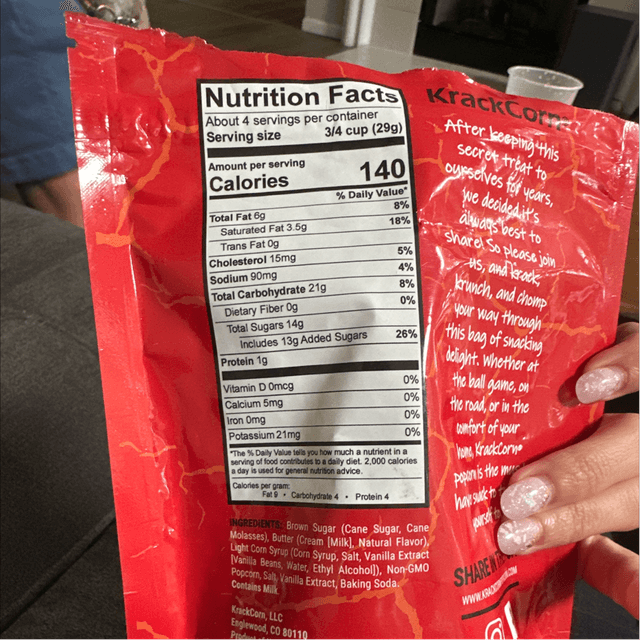 Nutrition Facts
About 4 servings per container
Serving size 3/4 cup (29g)
Amount per serving
Calories 140
% Daily Value*
Total Fat 6g 8%
Saturated Fat 3.5g 18%
Trans Fat 0g
Cholesterol 15mg 5%
Sodium 90mg 4%
Total Carbohydrate 21g 8%
Dietary Fiber 0g 0%
Total Sugars 14g
Includes 13g Added Sugars 26%
Protein 1g
Vitamin D 0mcg 0%
Calcium 5mg 0%
Iron 0mg 0%
Potassium 21mg 0%
*The % Daily Value tells you how much a nutrient in a
serving of food contributes to a daily diet. 2,000 calories
a day is used for general nutrition advice.
Calories per gram:
Fat 9 • Carbohydrate 4 • Protein 4
INGREDIENTS: Brown Sugar (Cane Sugar, Cane
Molasses), Butter (Cream [Milk], Natural Flavor),
Light Corn Syrup (Corn Syrup, Salt, Vanilla Extract
[Vanilla Beans, Water, Ethyl Alcohol]), Non-GMO
Popcorn, Salt, Vanilla Extract, Baking Soda.
Contains Milk.
KrackCorn, LLC
Englewood, CO 80110
KrackCorn
After keeping this
secret treat to
ourselves for years,
we decided it's
always best to
share! So please join
us, and krack,
krunch, and chomp
your way through
this bag of snacking
delight. Whether at
the ball game, on
the road, or in the
comfort of your
home, KrackCorn®
popcorn is the
have snack to
yourself
SHARE